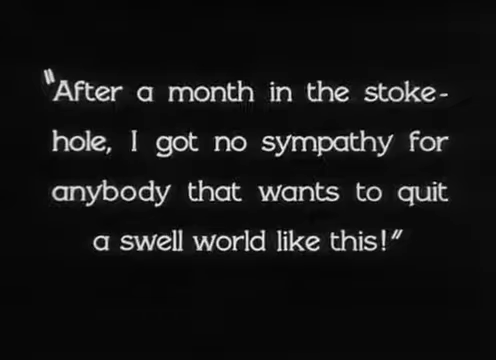 "After a month in the stoke-
hole, I got no sympathy for
anybody that wants to quit
a swell world like this!"